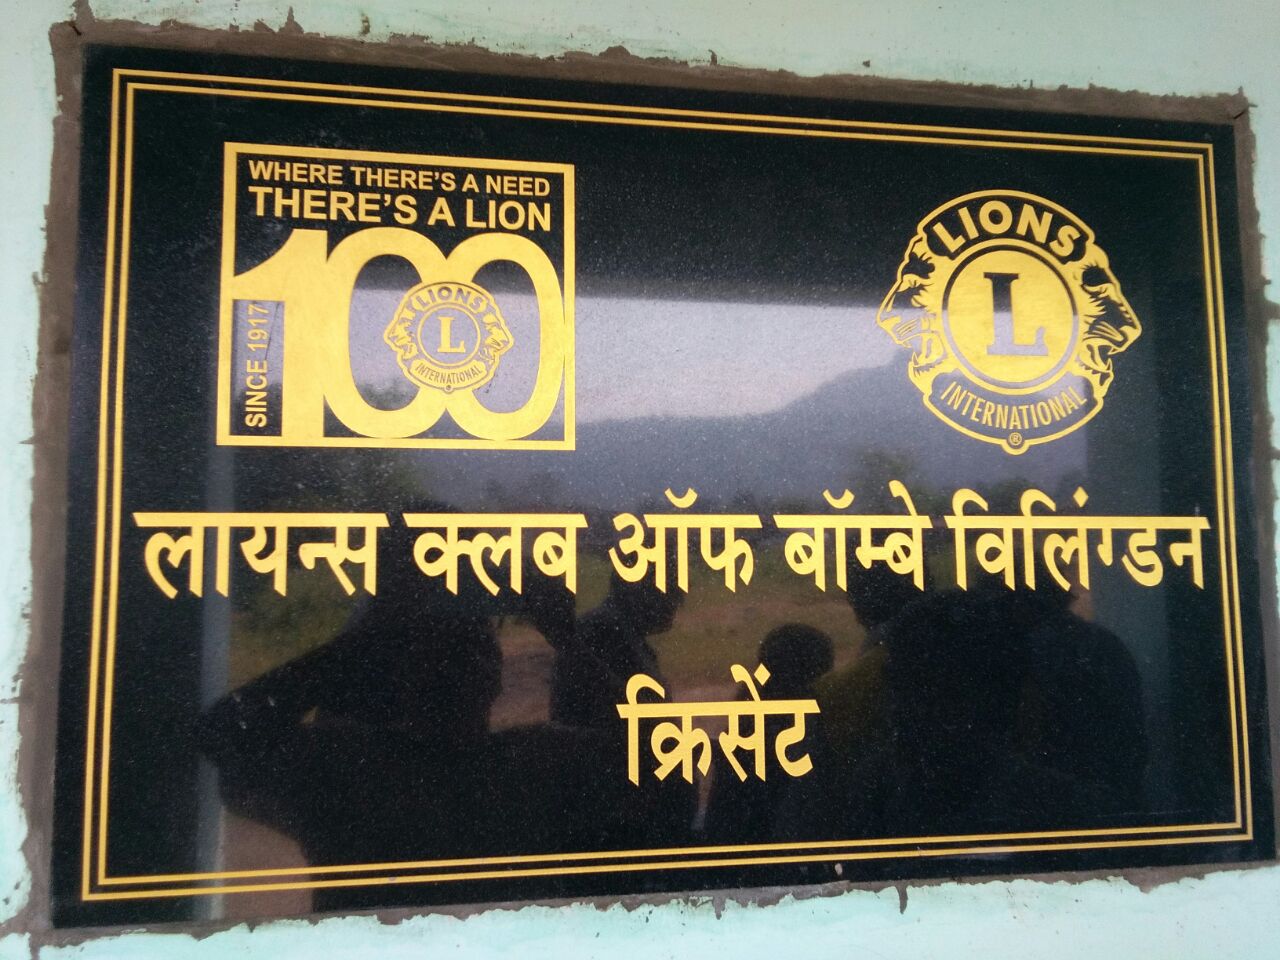 WHERE THERE'S A NEED
THERE'S A LION
100
SINCE 1917
LIONS
L
INTERNATIONAL
LIONS
L
INTERNATIONAL
®
लायन्स क्लब ऑफ बॉम्बे विलिंग्डन
क्रिसेंट